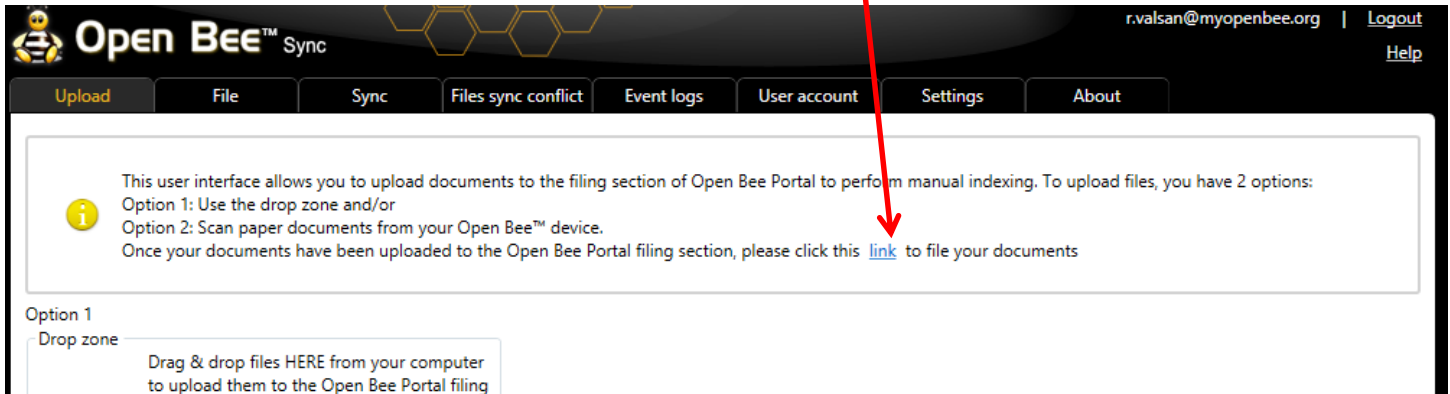 Open Bee™ Sync
r.valsan@myopenbee.org | Logout
Help
Upload File Sync Files sync conflict Event logs User account Settings About
This user interface allows you to upload documents to the filing section of Open Bee Portal to perform manual indexing. To upload files, you have 2 options:
Option 1: Use the drop zone and/or
Option 2: Scan paper documents from your Open Bee™ device.
Once your documents have been uploaded to the Open Bee Portal filing section, please click this link to file your documents
Option 1
Drop zone
Drag & drop files HERE from your computer
to upload them to the Open Bee Portal filing